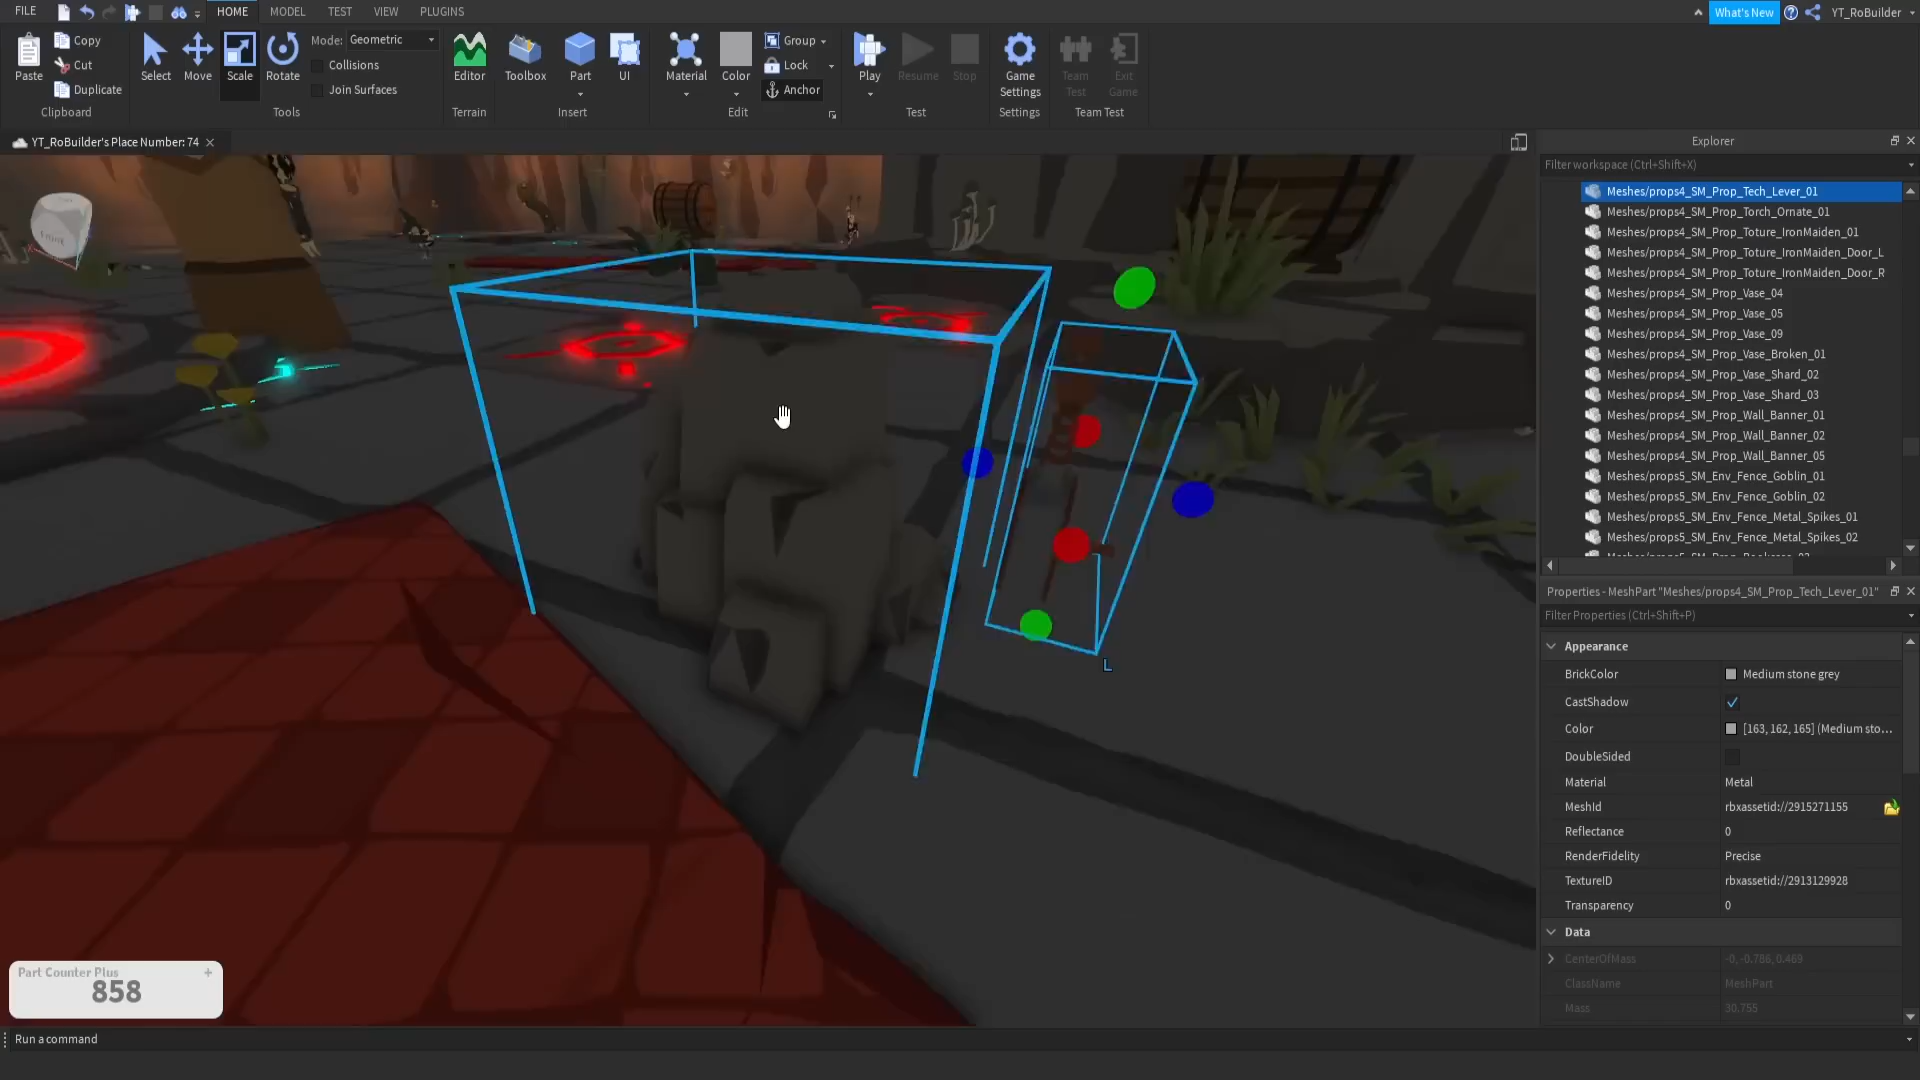 FILE
HOME
MODEL
TEST
VIEW
PLUGINS
What's New
YT_RoBuilder
Paste
Copy
Cut
Duplicate
Clipboard
Select
Move
Scale
Rotate
Mode: Geometric
Collisions
Join Surfaces
Tools
Editor
Terrain
Toolbox
Part
UI
Insert
Material
Color
Group
Lock
Anchor
Edit
Play
Resume
Stop
Test
Game
Settings
Settings
Team
Test
Exit
Game
Team Test
YT_RoBuilder's Place Number: 74
Explorer
Filter workspace (Ctrl+Shift+X)
Meshes/props4_SM_Prop_Tech_Lever_01
Meshes/props4_SM_Prop_Torch_Ornate_01
Meshes/props4_SM_Prop_Toture_IronMaiden_01
Meshes/props4_SM_Prop_Toture_IronMaiden_Door_L
Meshes/props4_SM_Prop_Toture_IronMaiden_Door_R
Meshes/props4_SM_Prop_Vase_04
Meshes/props4_SM_Prop_Vase_05
Meshes/props4_SM_Prop_Vase_09
Meshes/props4_SM_Prop_Vase_Broken_01
Meshes/props4_SM_Prop_Vase_Shard_02
Meshes/props4_SM_Prop_Vase_Shard_03
Meshes/props4_SM_Prop_Wall_Banner_01
Meshes/props4_SM_Prop_Wall_Banner_02
Meshes/props4_SM_Prop_Wall_Banner_05
Meshes/props5_SM_Env_Fence_Goblin_01
Meshes/props5_SM_Env_Fence_Goblin_02
Meshes/props5_SM_Env_Fence_Metal_Spikes_01
Meshes/props5_SM_Env_Fence_Metal_Spikes_02
Properties - MeshPart "Meshes/props4_SM_Prop_Tech_Lever_01"
Filter Properties (Ctrl+Shift+P)
Appearance
BrickColor Medium stone grey
CastShadow
Color [163, 162, 165] (Medium sto...
DoubleSided
Material Metal
MeshId rbxassetid://2915271155
Reflectance 0
RenderFidelity Precise
TextureID rbxassetid://2913129928
Transparency 0
Data
CenterOfMass -0, -0.786, 0.469
ClassName MeshPart
Mass 30.755
L
Part Counter Plus +
858
Run a command